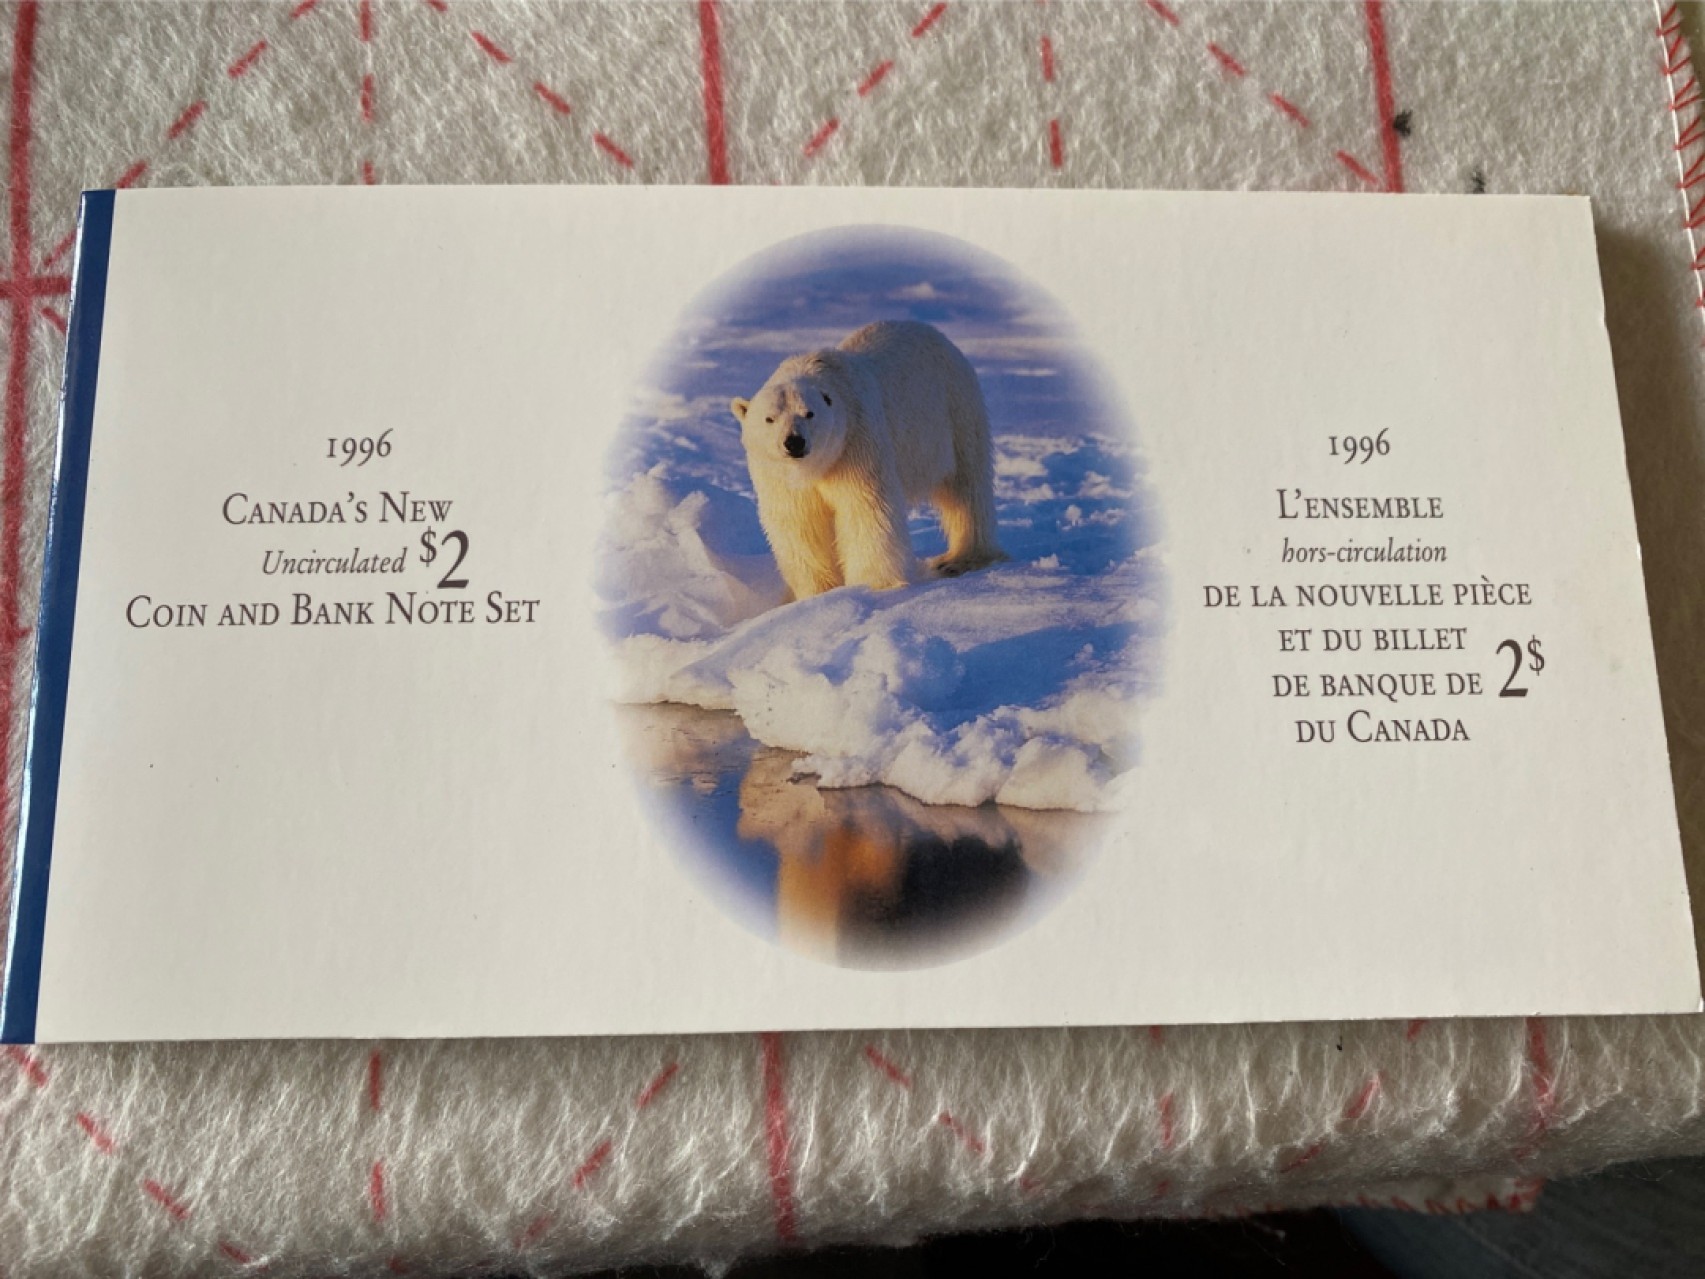 1996
CANADA'S NEW
Uncirculated $2
COIN AND BANK NOTE SET
1996
L'ENSEMBLE
hors-circulation
DE LA NOUVELLE PIÈCE
ET DU BILLET
DE BANQUE DE 2$
DU CANADA